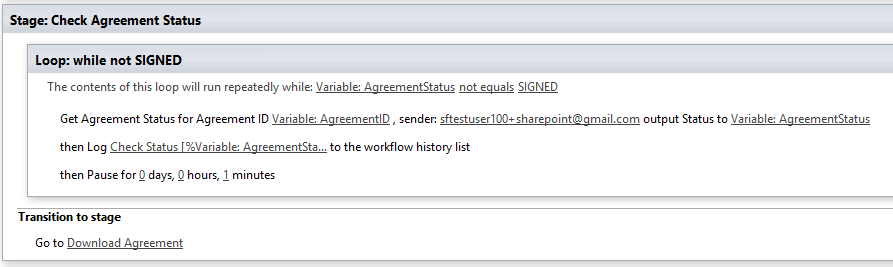 Stage: Check Agreement Status
Loop: while not SIGNED
The contents of this loop will run repeatedly while: Variable: AgreementStatus not equals SIGNED
Get Agreement Status for Agreement ID Variable: AgreementID , sender: sftestuser100+sharepoint@gmail.com output Status to Variable: AgreementStatus
then Log Check Status [%Variable: AgreementSta... to the workflow history list
then Pause for 0 days, 0 hours, 1 minutes
Transition to stage
Go to Download Agreement